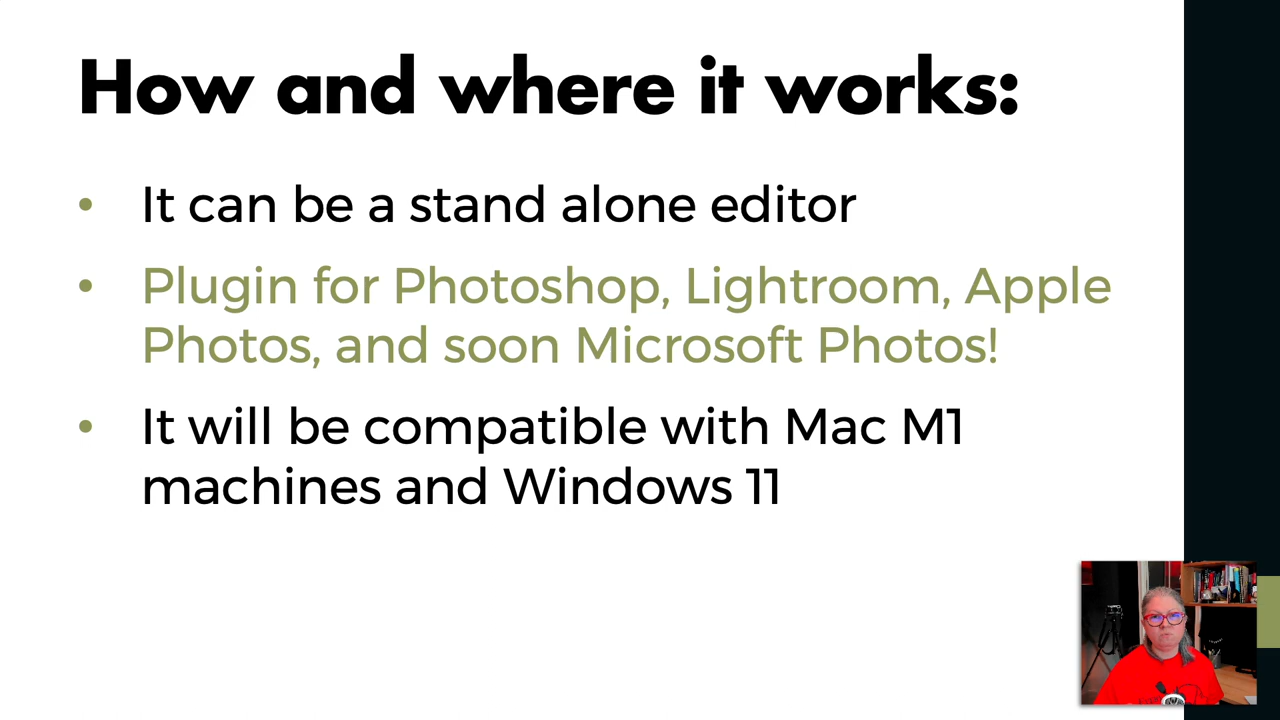 How and where it works:
• It can be a stand alone editor
• Plugin for Photoshop, Lightroom, Apple
Photos, and soon Microsoft Photos!
• It will be compatible with Mac M1
machines and Windows 11